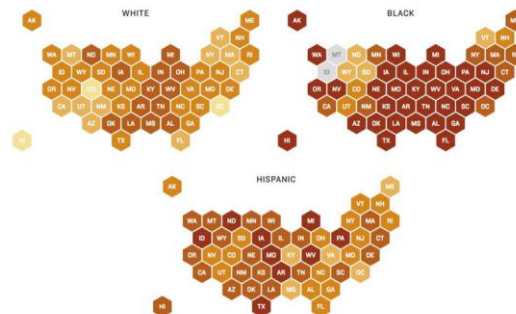 WHITE
AK ME
VT NH
WA MT ND MN WI MI NY MA RI
ID WY SD IA IL IN OH PA NJ CT
OR NV NE MO KY WV VA MD DE
CA UT NM KS AR TN NC SC
AZ OK LA MS AL GA
HI TX FL
BLACK
AK ME
VT NH
WA MT ND MN WI MI NY MA RI
ID WY SD IA IL IN OH PA NJ CT
OR NV CO NE MO KY WV VA MD DE
CA UT NM KS AR TN NC SC DC
AZ OK LA MS AL GA
HI TX FL
HISPANIC
AK ME
VT NH
WA MT ND MN WI MI NY MA RI
ID WY SD IA IL IN OH PA NJ CT
OR NV CO NE MO KY WV VA MD DE
CA UT NM KS AR TN NC SC DC
AZ OK LA MS AL GA
HI TX FL